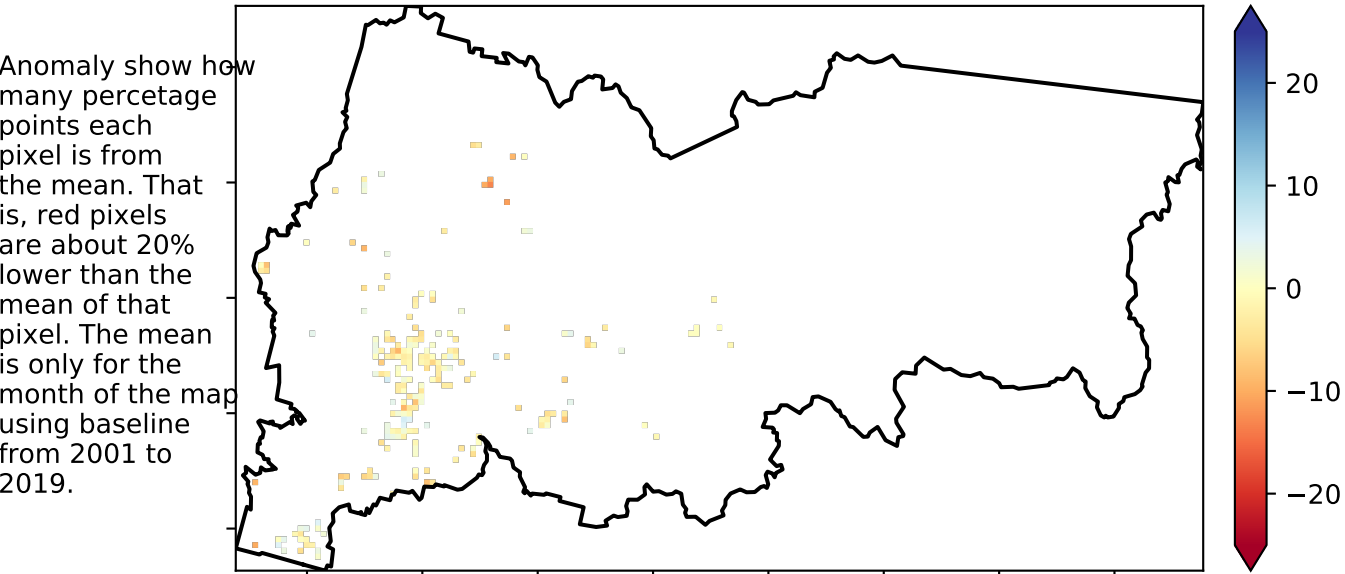 Anomaly show how
many percetage
points each
pixel is from
the mean. That
is, red pixels
are about 20%
lower than the
mean of that
pixel. The mean
is only for the
month of the map
using baseline
from 2001 to
2019.
20
10
0
−10
−20